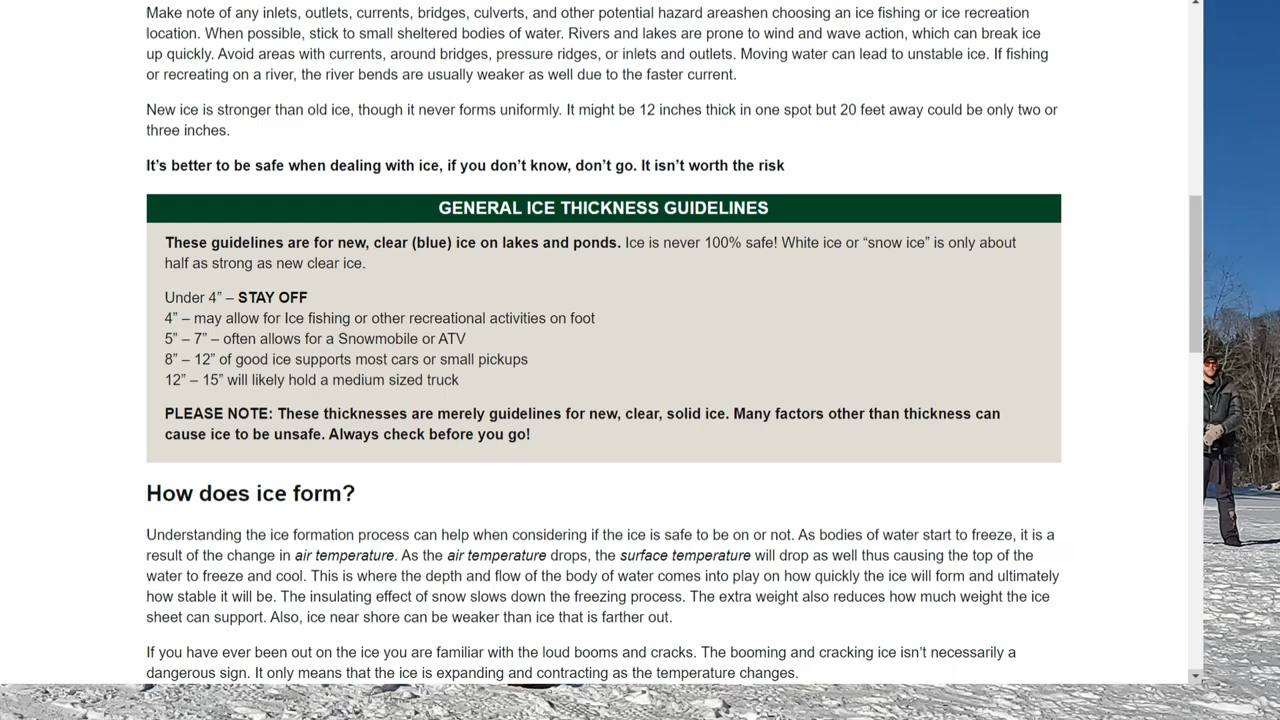 Make note of any inlets, outlets, currents, bridges, culverts, and other potential hazard areashen choosing an ice fishing or ice recreation
location. When possible, stick to small sheltered bodies of water. Rivers and lakes are prone to wind and wave action, which can break ice
up quickly. Avoid areas with currents, around bridges, pressure ridges, or inlets and outlets. Moving water can lead to unstable ice. If fishing
or recreating on a river, the river bends are usually weaker as well due to the faster current.
New ice is stronger than old ice, though it never forms uniformly. It might be 12 inches thick in one spot but 20 feet away could be only two or
three inches.
It’s better to be safe when dealing with ice, if you don’t know, don’t go. It isn’t worth the risk
GENERAL ICE THICKNESS GUIDELINES
These guidelines are for new, clear (blue) ice on lakes and ponds. Ice is never 100% safe! White ice or “snow ice” is only about
half as strong as new clear ice.
Under 4” – STAY OFF
4” – may allow for Ice fishing or other recreational activities on foot
5” – 7” – often allows for a Snowmobile or ATV
8” – 12” of good ice supports most cars or small pickups
12” – 15” will likely hold a medium sized truck
PLEASE NOTE: These thicknesses are merely guidelines for new, clear, solid ice. Many factors other than thickness can
cause ice to be unsafe. Always check before you go!
How does ice form?
Understanding the ice formation process can help when considering if the ice is safe to be on or not. As bodies of water start to freeze, it is a
result of the change in air temperature. As the air temperature drops, the surface temperature will drop as well thus causing the top of the
water to freeze and cool. This is where the depth and flow of the body of water comes into play on how quickly the ice will form and ultimately
how stable it will be. The insulating effect of snow slows down the freezing process. The extra weight also reduces how much weight the ice
sheet can support. Also, ice near shore can be weaker than ice that is farther out.
If you have ever been out on the ice you are familiar with the loud booms and cracks. The booming and cracking ice isn’t necessarily a
dangerous sign. It only means that the ice is expanding and contracting as the temperature changes.